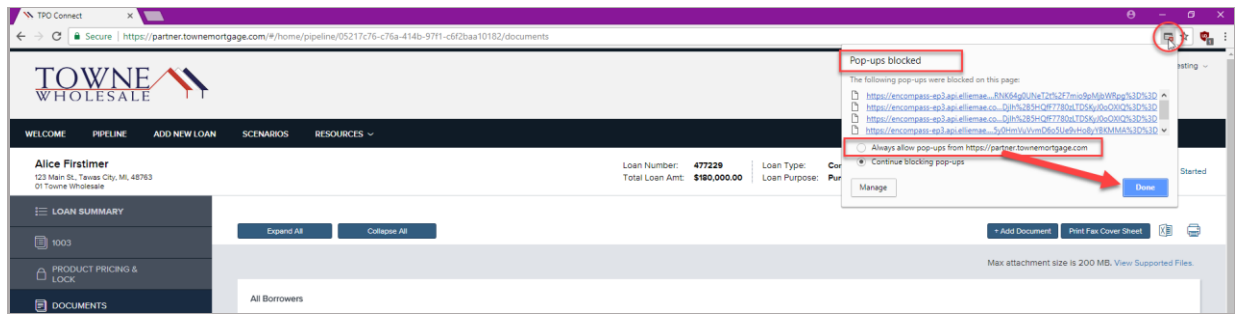 TPO Connect
Secure | https://partner.townemortgage.com/#/home/pipeline/05217c76-c76a-414b-97f1-c6f2baa10182/documents
TOWNE
WHOLESALE
esting
WELCOME PIPELINE ADD NEW LOAN SCENARIOS RESOURCES
Pop-ups blocked
The following pop-ups were blocked on this page:
https://encompass-ep3.api.elliemae...RNK64g0UNeT2t%2F7mio9pMjbWRpg%3D%3D
https://encompass-ep3.api.elliemae.co...DjIh%2B5HQfF7780zLTDSKyJ0oOXIQ%3D%3D
https://encompass-ep3.api.elliemae.co...DjIh%2B5HQfF7780zLTDSKyJ0oOXIQ%3D%3D
https://encompass-ep3.api.elliemae....5y0HmVuVvmD6o5Ue9vHo8yYBKMMA%3D%3D
Always allow pop-ups from https://partner.townemortgage.com
Continue blocking pop-ups
Manage
Done
Alice Firstimer
123 Main St., Tawas City, MI, 48763
01 Towne Wholesale
Loan Number: 477229 Loan Type: Con
Total Loan Amt: $180,000.00 Loan Purpose: Pur
Started
LOAN SUMMARY
1003
PRODUCT PRICING &
LOCK
DOCUMENTS
Expand All Collapse All
+ Add Document Print Fax Cover Sheet
Max attachment size is 200 MB. View Supported Files.
All Borrowers